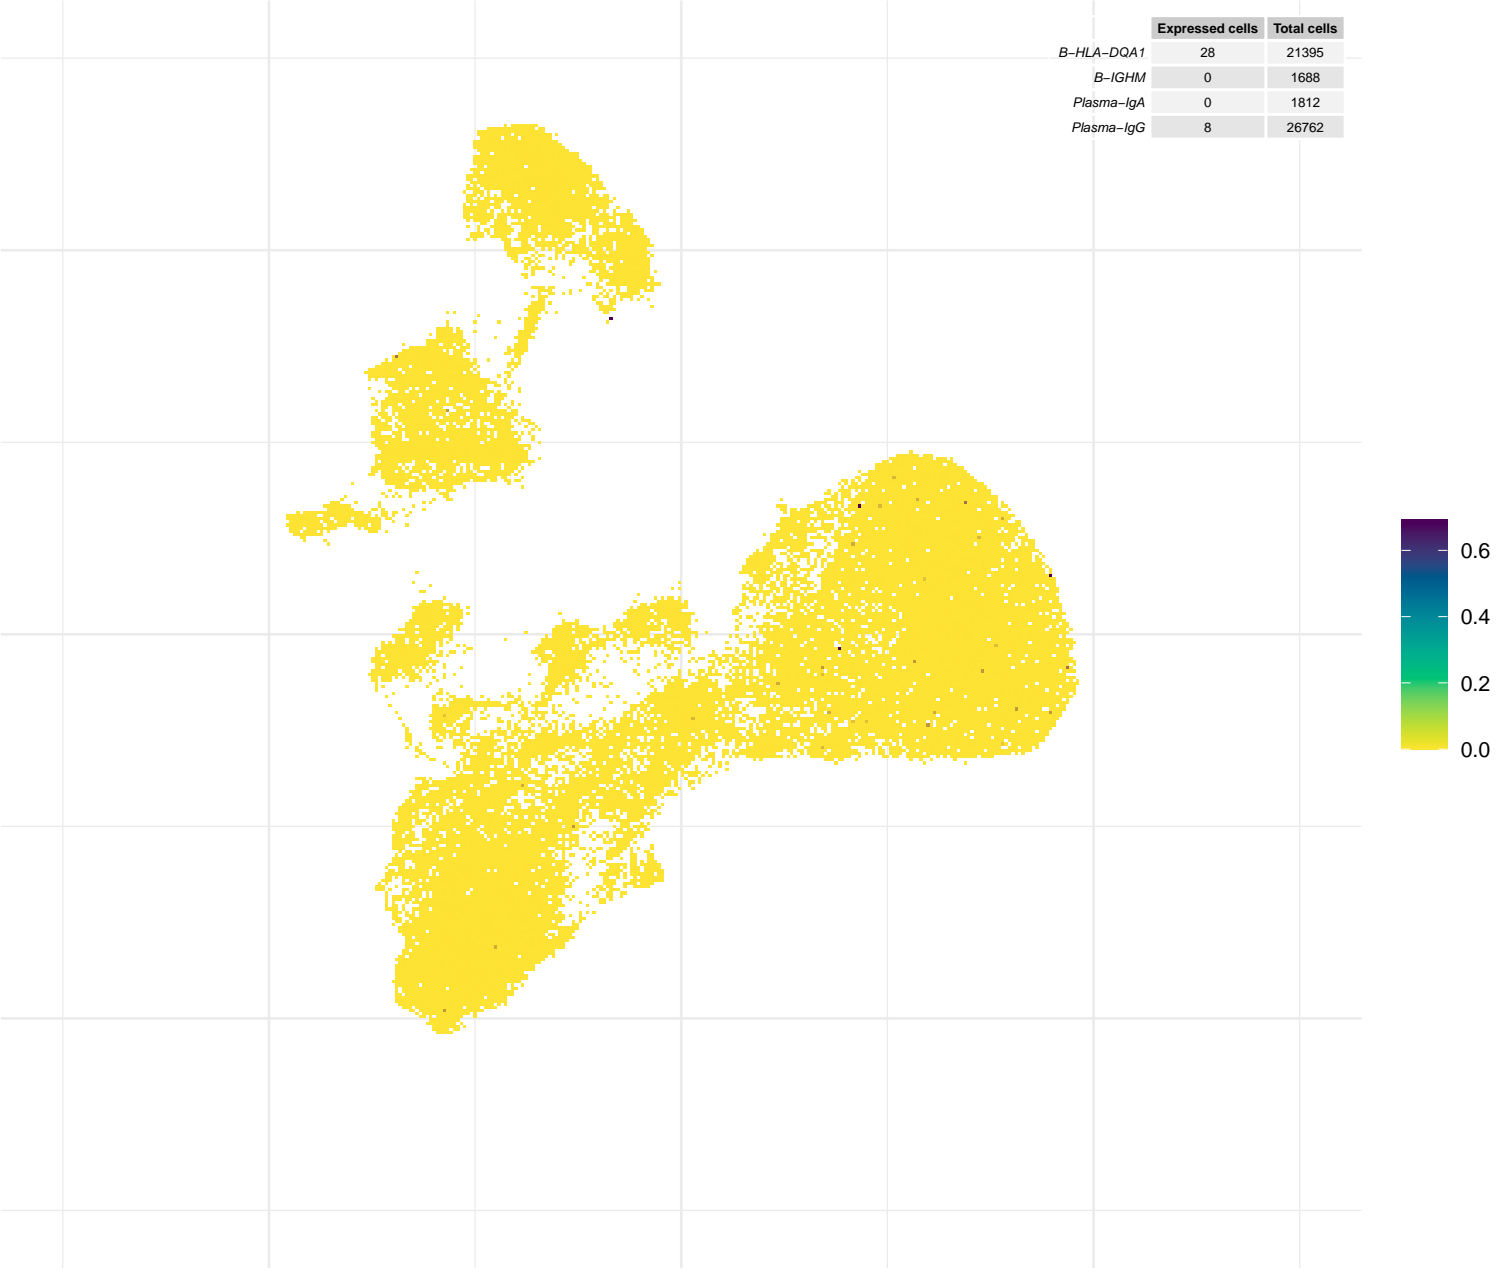 Expressed cells Total cells
B−HLA−DQA1 28 21395
B−IGHM 0 1688
Plasma−IgA 0 1812
Plasma−IgG 8 26762
0.6
0.4
0.2
0.0